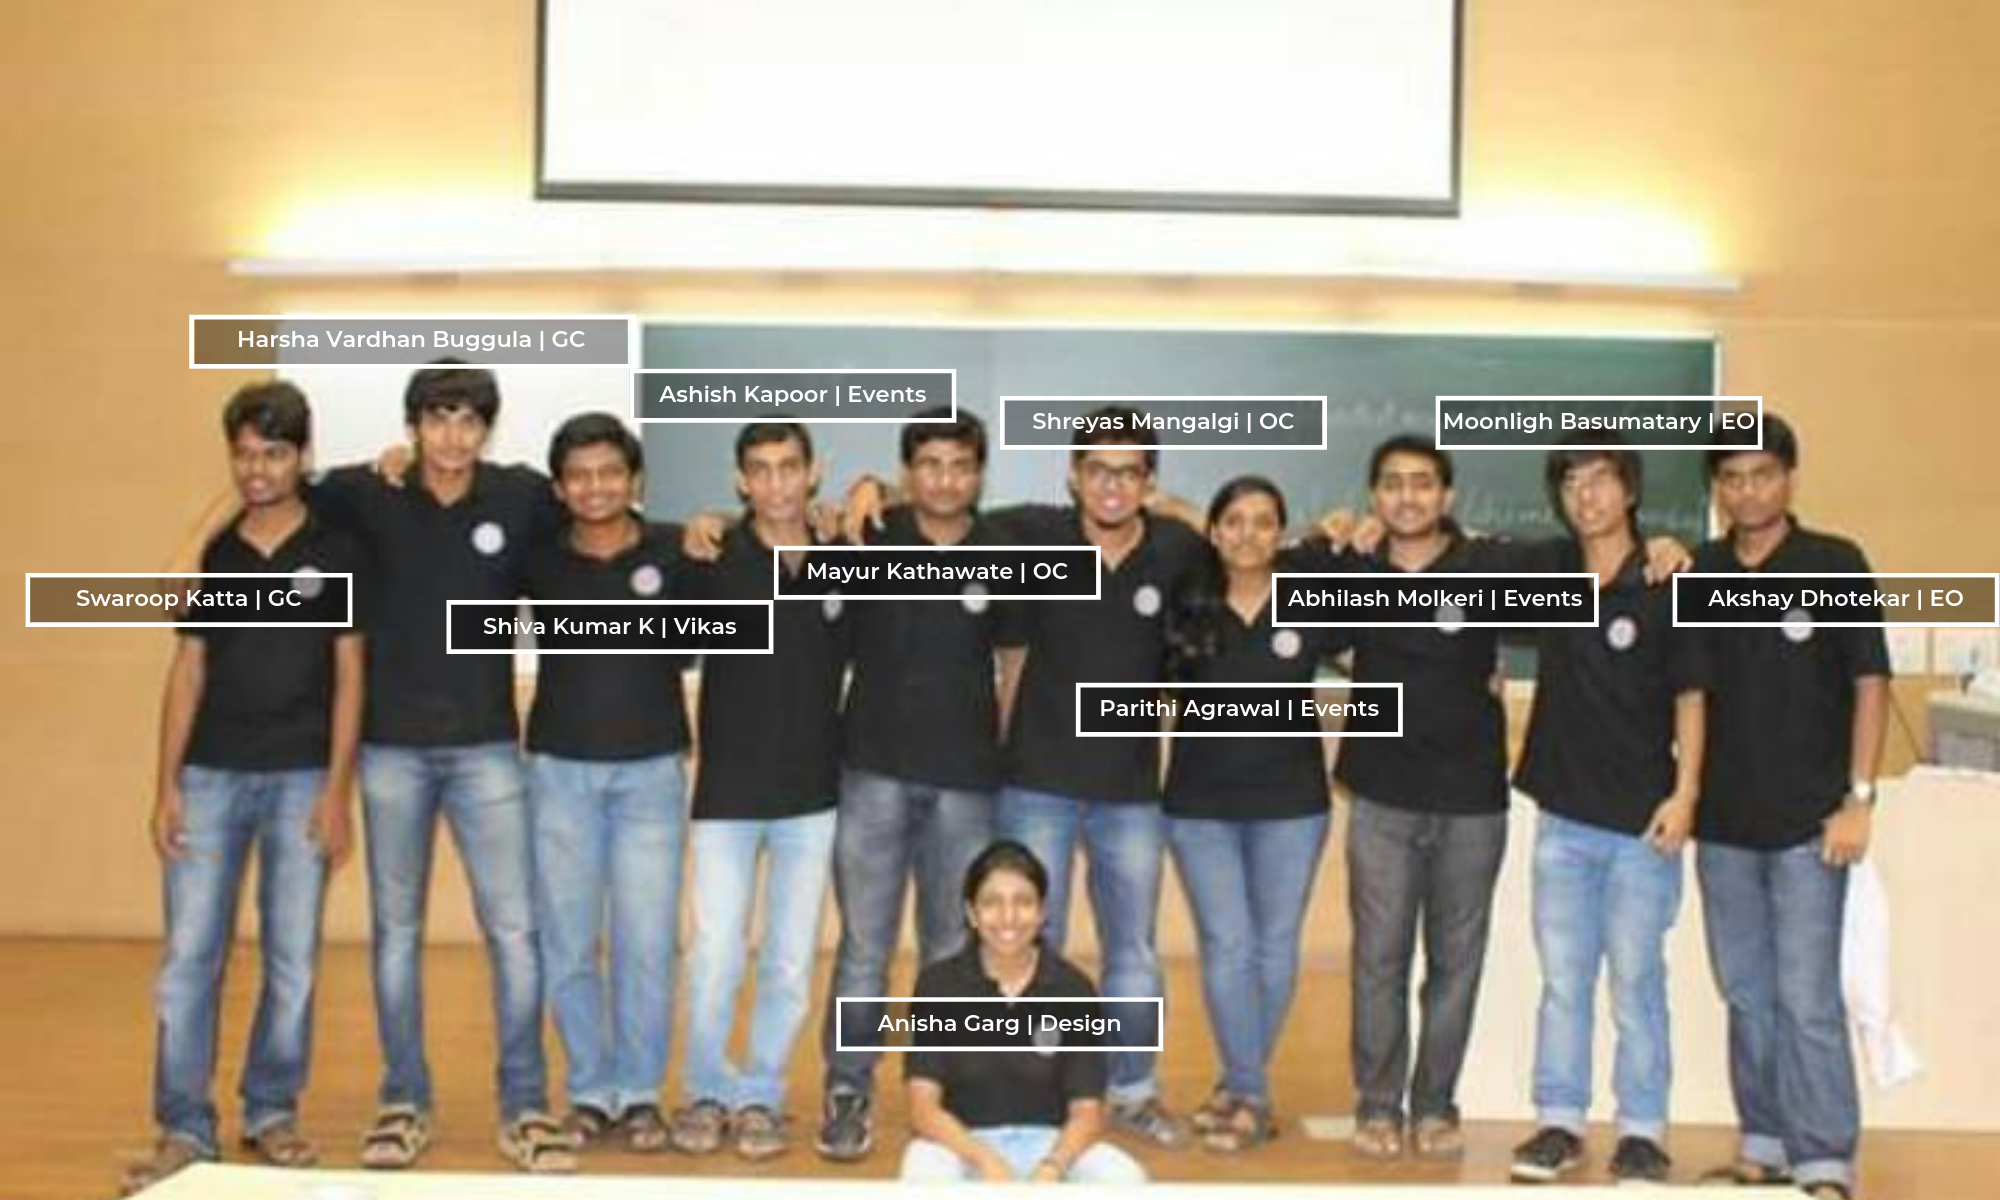 Harsha Vardhan Buggula | GC
Ashish Kapoor | Events
Shreyas Mangalgi | OC
Moonligh Basumatary | EO
Mayur Kathawate | OC
Swaroop Katta | GC
Shiva Kumar K | Vikas
Abhilash Molkeri | Events
Akshay Dhotekar | EO
Parithi Agrawal | Events
Anisha Garg | Design